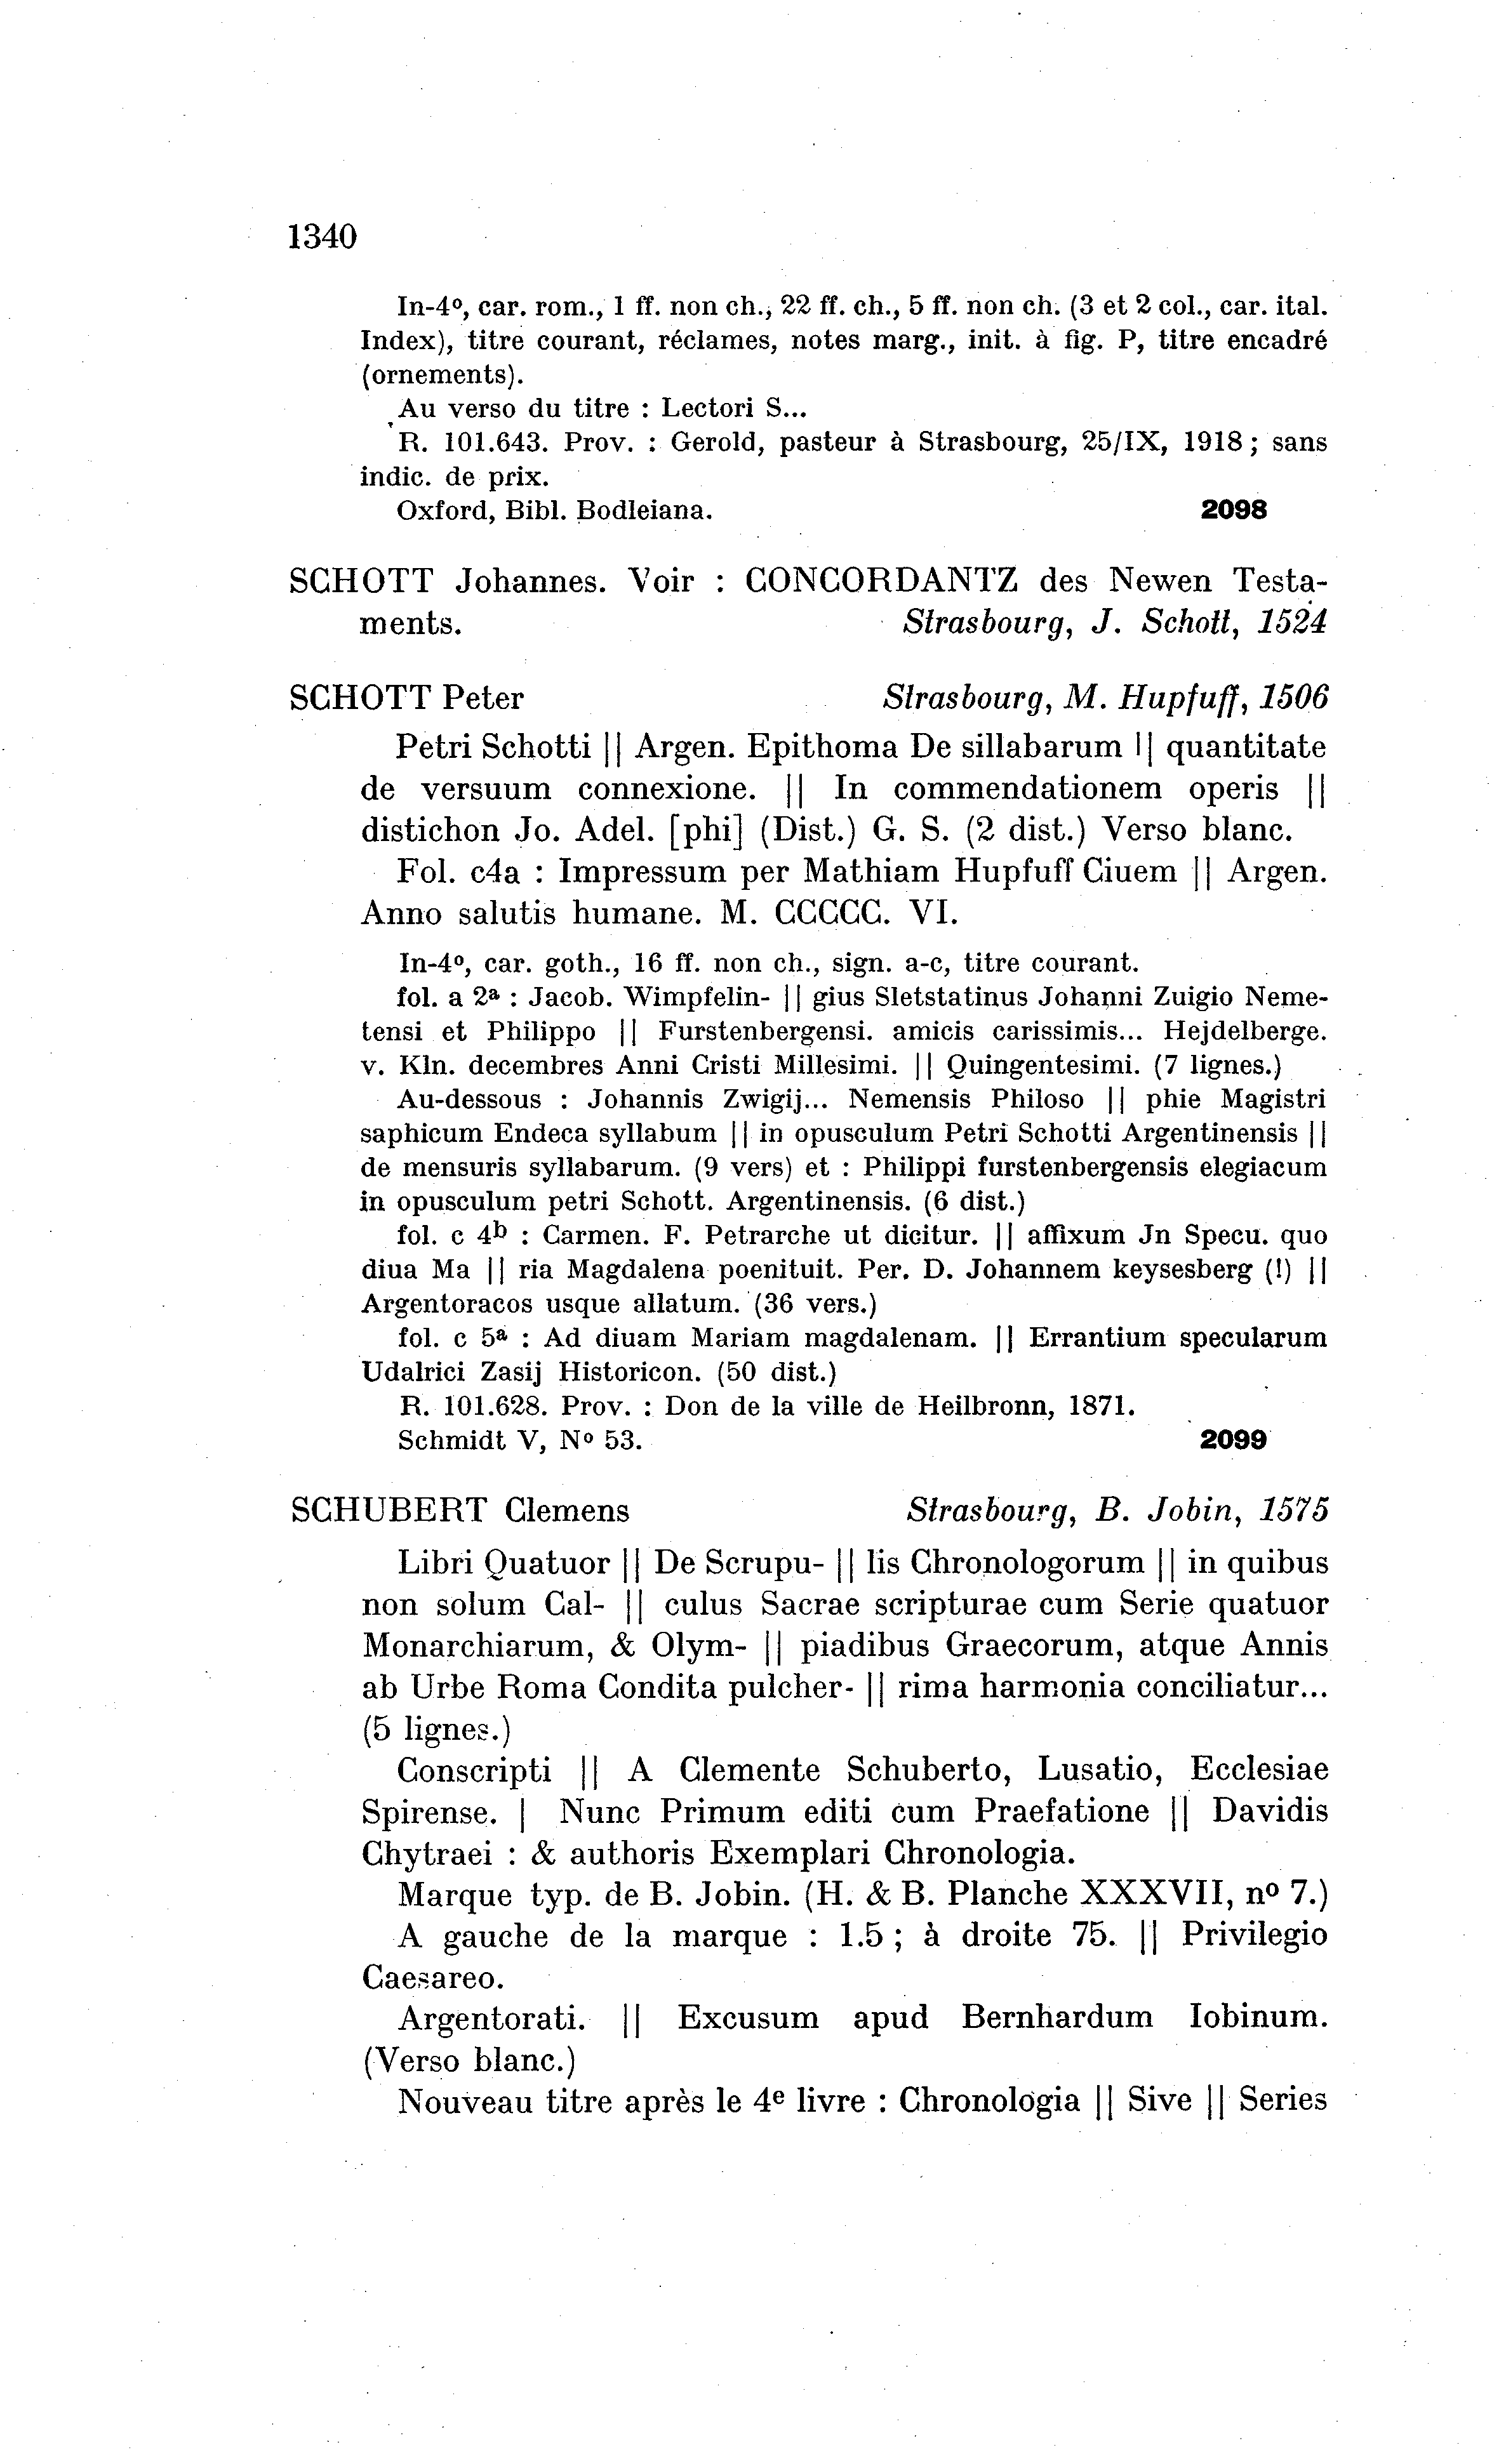 1340
In-4º, car. rom., 1 ff. non ch., 22 ff. ch., 5 ff. non ch. (3 et 2 col., car. ital.
Index), titre courant, réclames, notes marg., init. à fig. P, titre encadré
(ornements).
Au verso du titre : Lectori S...
R. 101.643. Prov. : Gerold, pasteur à Strasbourg, 25/IX, 1918 ; sans
indic. de prix.
Oxford, Bibl. Bodleiana. 2098
SCHOTT Johannes. Voir : CONCORDANTZ des Newen Testa-
ments. Strasbourg, J. Schott, 1524
SCHOTT Peter Strasbourg, M. Hupfuff, 1506
Petri Schotti || Argen. Epithoma De sillabarum || quantitate
de versuum connexione. || In commendationem operis ||
distichon Jo. Adel. [phi] (Dist.) G. S. (2 dist.) Verso blanc.
Fol. c4a : Impressum per Mathiam Hupfuff Ciuem || Argen.
Anno salutis humane. M. CCCCC. VI.
In-4º, car. goth., 16 ff. non ch., sign. a-c, titre courant.
fol. a 2ª : Jacob. Wimpfelin- || gius Sletstatinus Johanni Zuigio Neme-
tensi et Philippo || Furstenbergensi. amicis carissimis... Hejdelberge.
v. Kln. decembres Anni Cristi Millesimi. || Quingentesimi. (7 lignes.)
Au-dessous : Johannis Zwigij... Nemensis Philoso || phie Magistri
saphicum Endeca syllabum || in opusculum Petri Schotti Argentinensis ||
de mensuris syllabarum. (9 vers) et : Philippi furstenbergensis elegiacum
in opusculum petri Schott. Argentinensis. (6 dist.)
fol. c 4ᵇ : Carmen. F. Petrarche ut dicitur. || affixum Jn Specu. quo
diua Ma || ria Magdalena poenituit. Per. D. Johannem keysesberg (!) ||
Argentoracos usque allatum. (36 vers.)
fol. c 5ª : Ad diuam Mariam magdalenam. || Errantium specularum
Udalrici Zasij Historicon. (50 dist.)
R. 101.628. Prov. : Don de la ville de Heilbronn, 1871.
Schmidt V, Nº 53. 2099
SCHUBERT Clemens Strasbourg, B. Jobin, 1575
Libri Quatuor || De Scrupu- || lis Chronologorum || in quibus
non solum Cal- || culus Sacrae scripturae cum Serie quatuor
Monarchiarum, & Olym- || piadibus Graecorum, atque Annis
ab Urbe Roma Condita pulcher- || rima harmonia conciliatur...
(5 lignes.)
Conscripti || A Clemente Schuberto, Lusatio, Ecclesiae
Spirense. | Nunc Primum editi cum Praefatione || Davidis
Chytraei : & authoris Exemplari Chronologia.
Marque typ. de B. Jobin. (H. & B. Planche XXXVII, nº 7.)
A gauche de la marque : 1.5 ; à droite 75. || Privilegio
Caesareo.
Argentorati. || Excusum apud Bernhardum Iobinum.
(Verso blanc.)
Nouveau titre après le 4ᵉ livre : Chronologia || Sive || Series